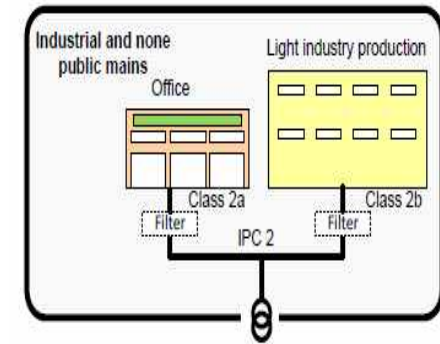 Industrial and none
public mains
Light industry production
Office
Class 2a
Class 2b
Filter
Filter
IPC 2